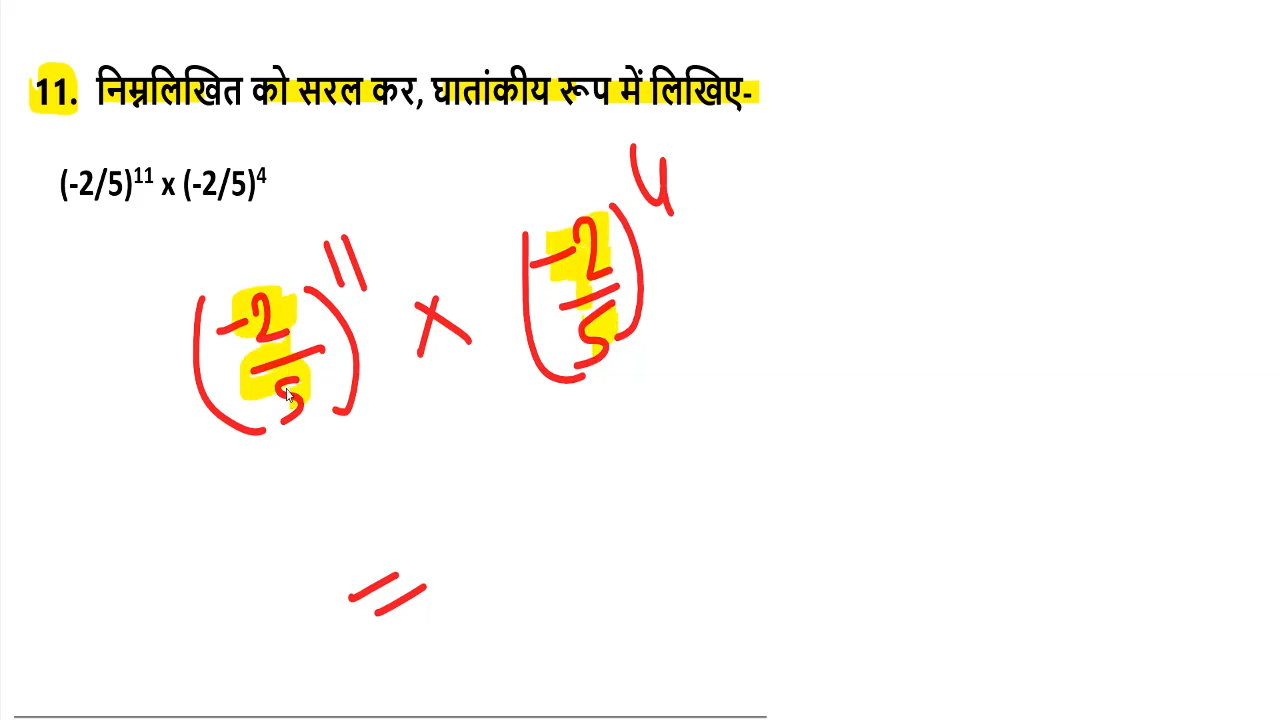 11. निम्नलिखित को सरल कर, घातांकीय रूप में लिखिए-
(-2/5)¹¹ x (-2/5)⁴
(-2/5)¹¹ × (-2/5)⁴
=